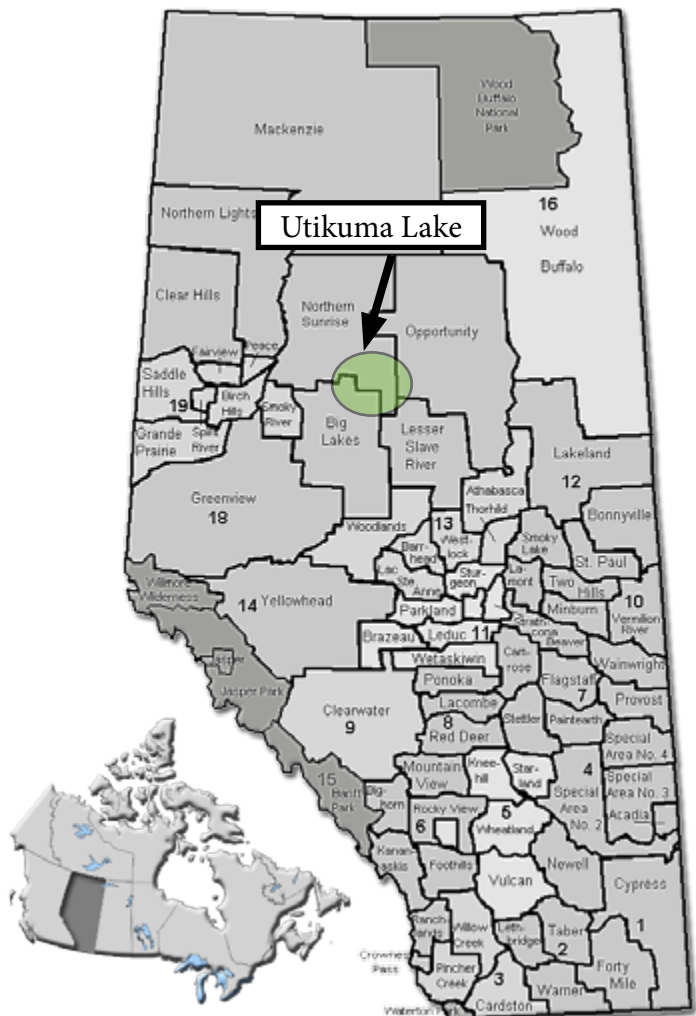 Wood
Buffalo
National
Park
Mackenzie
16
Wood
Buffalo
Northern Lights
Utikuma Lake
Clear Hills
Northern
Sunrise
Opportunity
Peace
Fairview
Saddle
Hills
19
Birch
Hills
Smoky
River
Big
Lakes
Lesser
Slave
River
Grande
Prairie
Spirit
River
Lakeland
12
Greenview
18
Athabasca
Thorhild
Bonnyville
Woodlands
13
West-
lock
Barr-
head
Smoky
Lake
St. Paul
Lac
Ste.
Anne
Stur-
geon
La-
mont
Two
Hills
Willmore
Wilderness
14
Yellowhead
Parkland
Minburn
10
Vermilion
River
Strath-
cona
Brazeau
Leduc
11
Beaver
Wetaskiwin
Cam-
rose
Wainwright
Jasper
Jasper Park
Ponoka
Flagstaff
7
Provost
Clearwater
9
Lacombe
8
Red Deer
Stettler
Paintearth
Special
Area No. 4
Mountain
View
Knee-
hill
Star-
land
4
Special
Area
No. 2
Special
Area No. 3
Acadia
15
Banff
Park
Big-
horn
Rocky View
6
5
Wheatland
Kanan-
askis
Foothills
Vulcan
Newell
Cypress
1
Ranch-
lands
Willow
Creek
Leth-
bridge
Taber
2
Crownest
Pass
Pincher
Creek
3
Cardston
Warner
Forty
Mile
Waterton Park